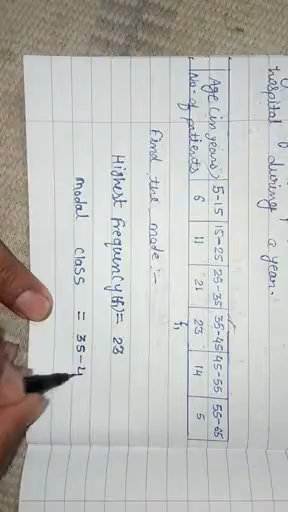 hospital during a year.
Age (in years) 5-15 15-25 25-35 35-45 45-55 55-65
No. of patients 6 11 21 23 14 5
f₁
Find the mode:-
Highest frequency(f₁)= 23
Modal class = 35-4